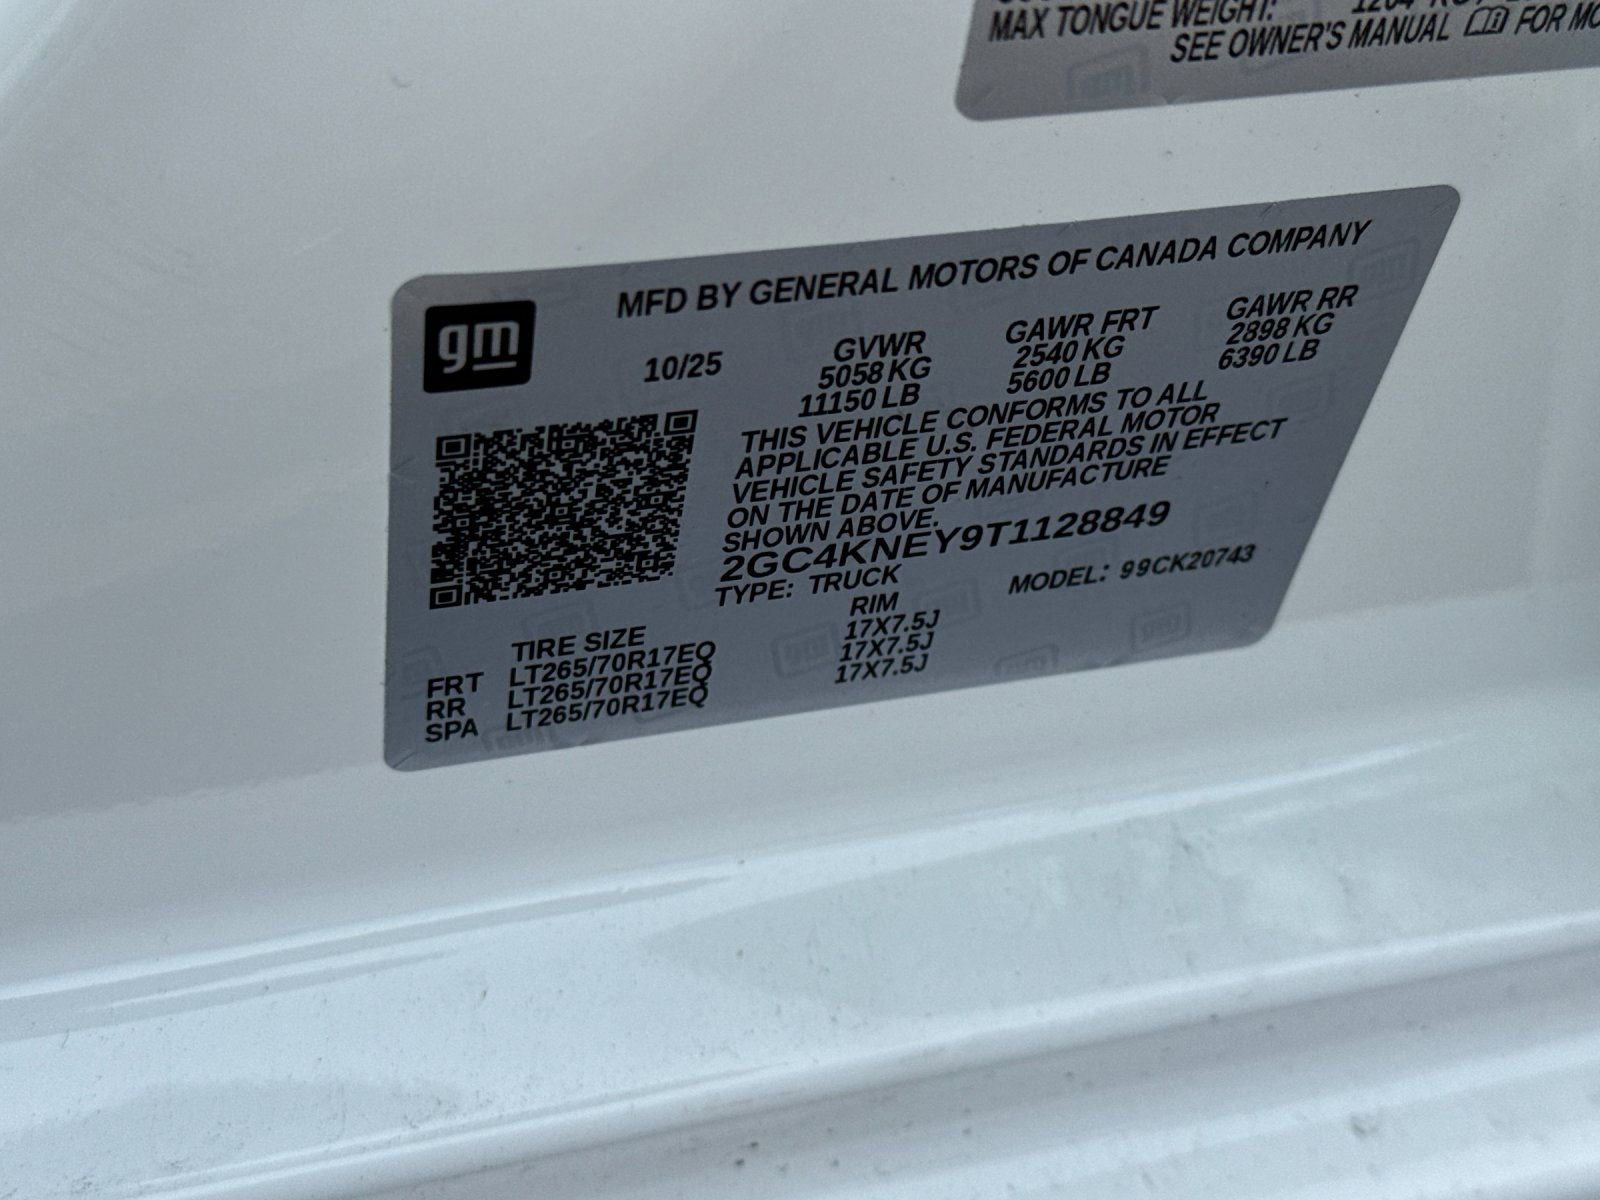 MAX TONGUE WEIGHT:
SEE OWNER'S MANUAL FOR
gm
MFD BY GENERAL MOTORS OF CANADA COMPANY
10/25 GVWR GAWR FRT GAWR RR
5058 KG 2540 KG 2898 KG
11150 LB 5600 LB 6390 LB
THIS VEHICLE CONFORMS TO ALL
APPLICABLE U.S. FEDERAL MOTOR
VEHICLE SAFETY STANDARDS IN EFFECT
ON THE DATE OF MANUFACTURE
SHOWN ABOVE.
2GC4KNEY9T1128849
TYPE: TRUCK MODEL: 99CK20743
TIRE SIZE RIM
FRT LT265/70R17EQ 17X7.5J
RR LT265/70R17EQ 17X7.5J
SPA LT265/70R17EQ 17X7.5J